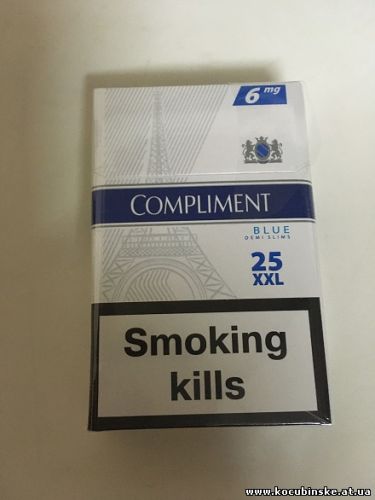 6 mg
COMPLIMENT
BLUE
DEMI SLIMS
25
XXL
Smoking
kills
www.kocubinske.at.ua